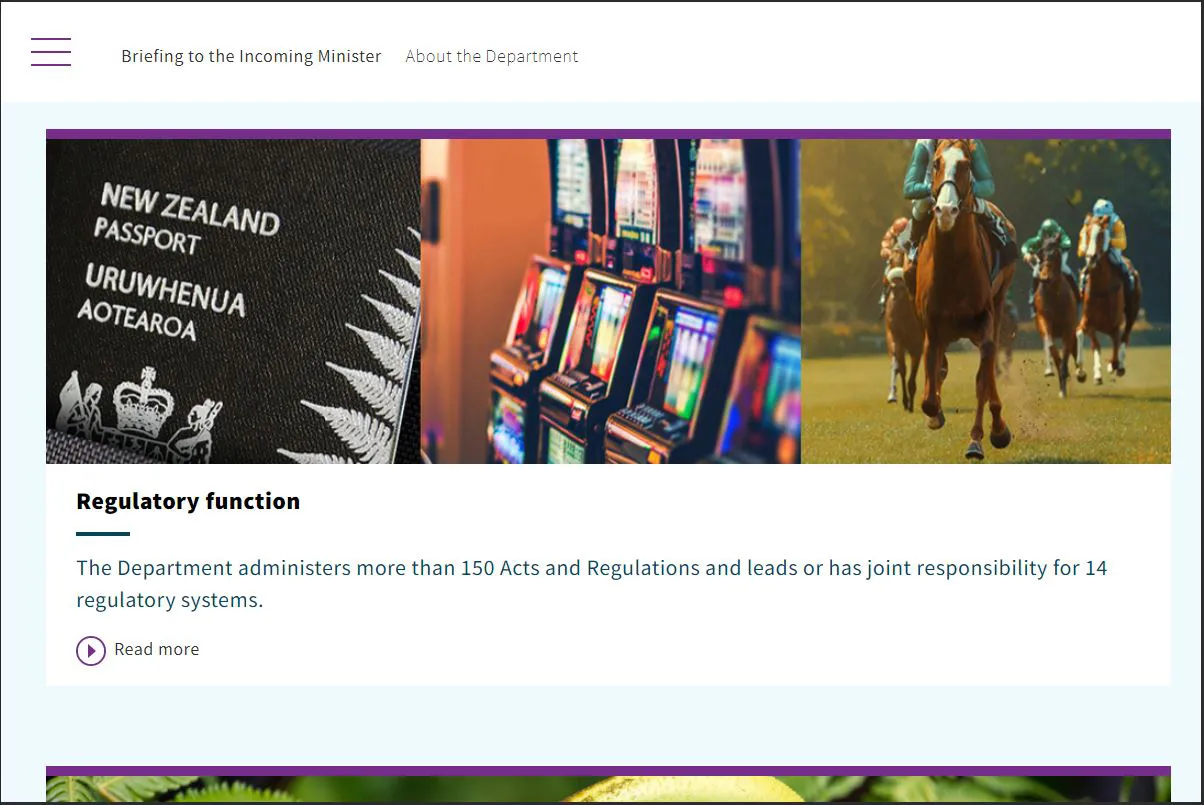 Briefing to the Incoming Minister About the Department
NEW ZEALAND
PASSPORT
URUWHENUA
AOTEAROA
Regulatory function
The Department administers more than 150 Acts and Regulations and leads or has joint responsibility for 14
regulatory systems.
Read more